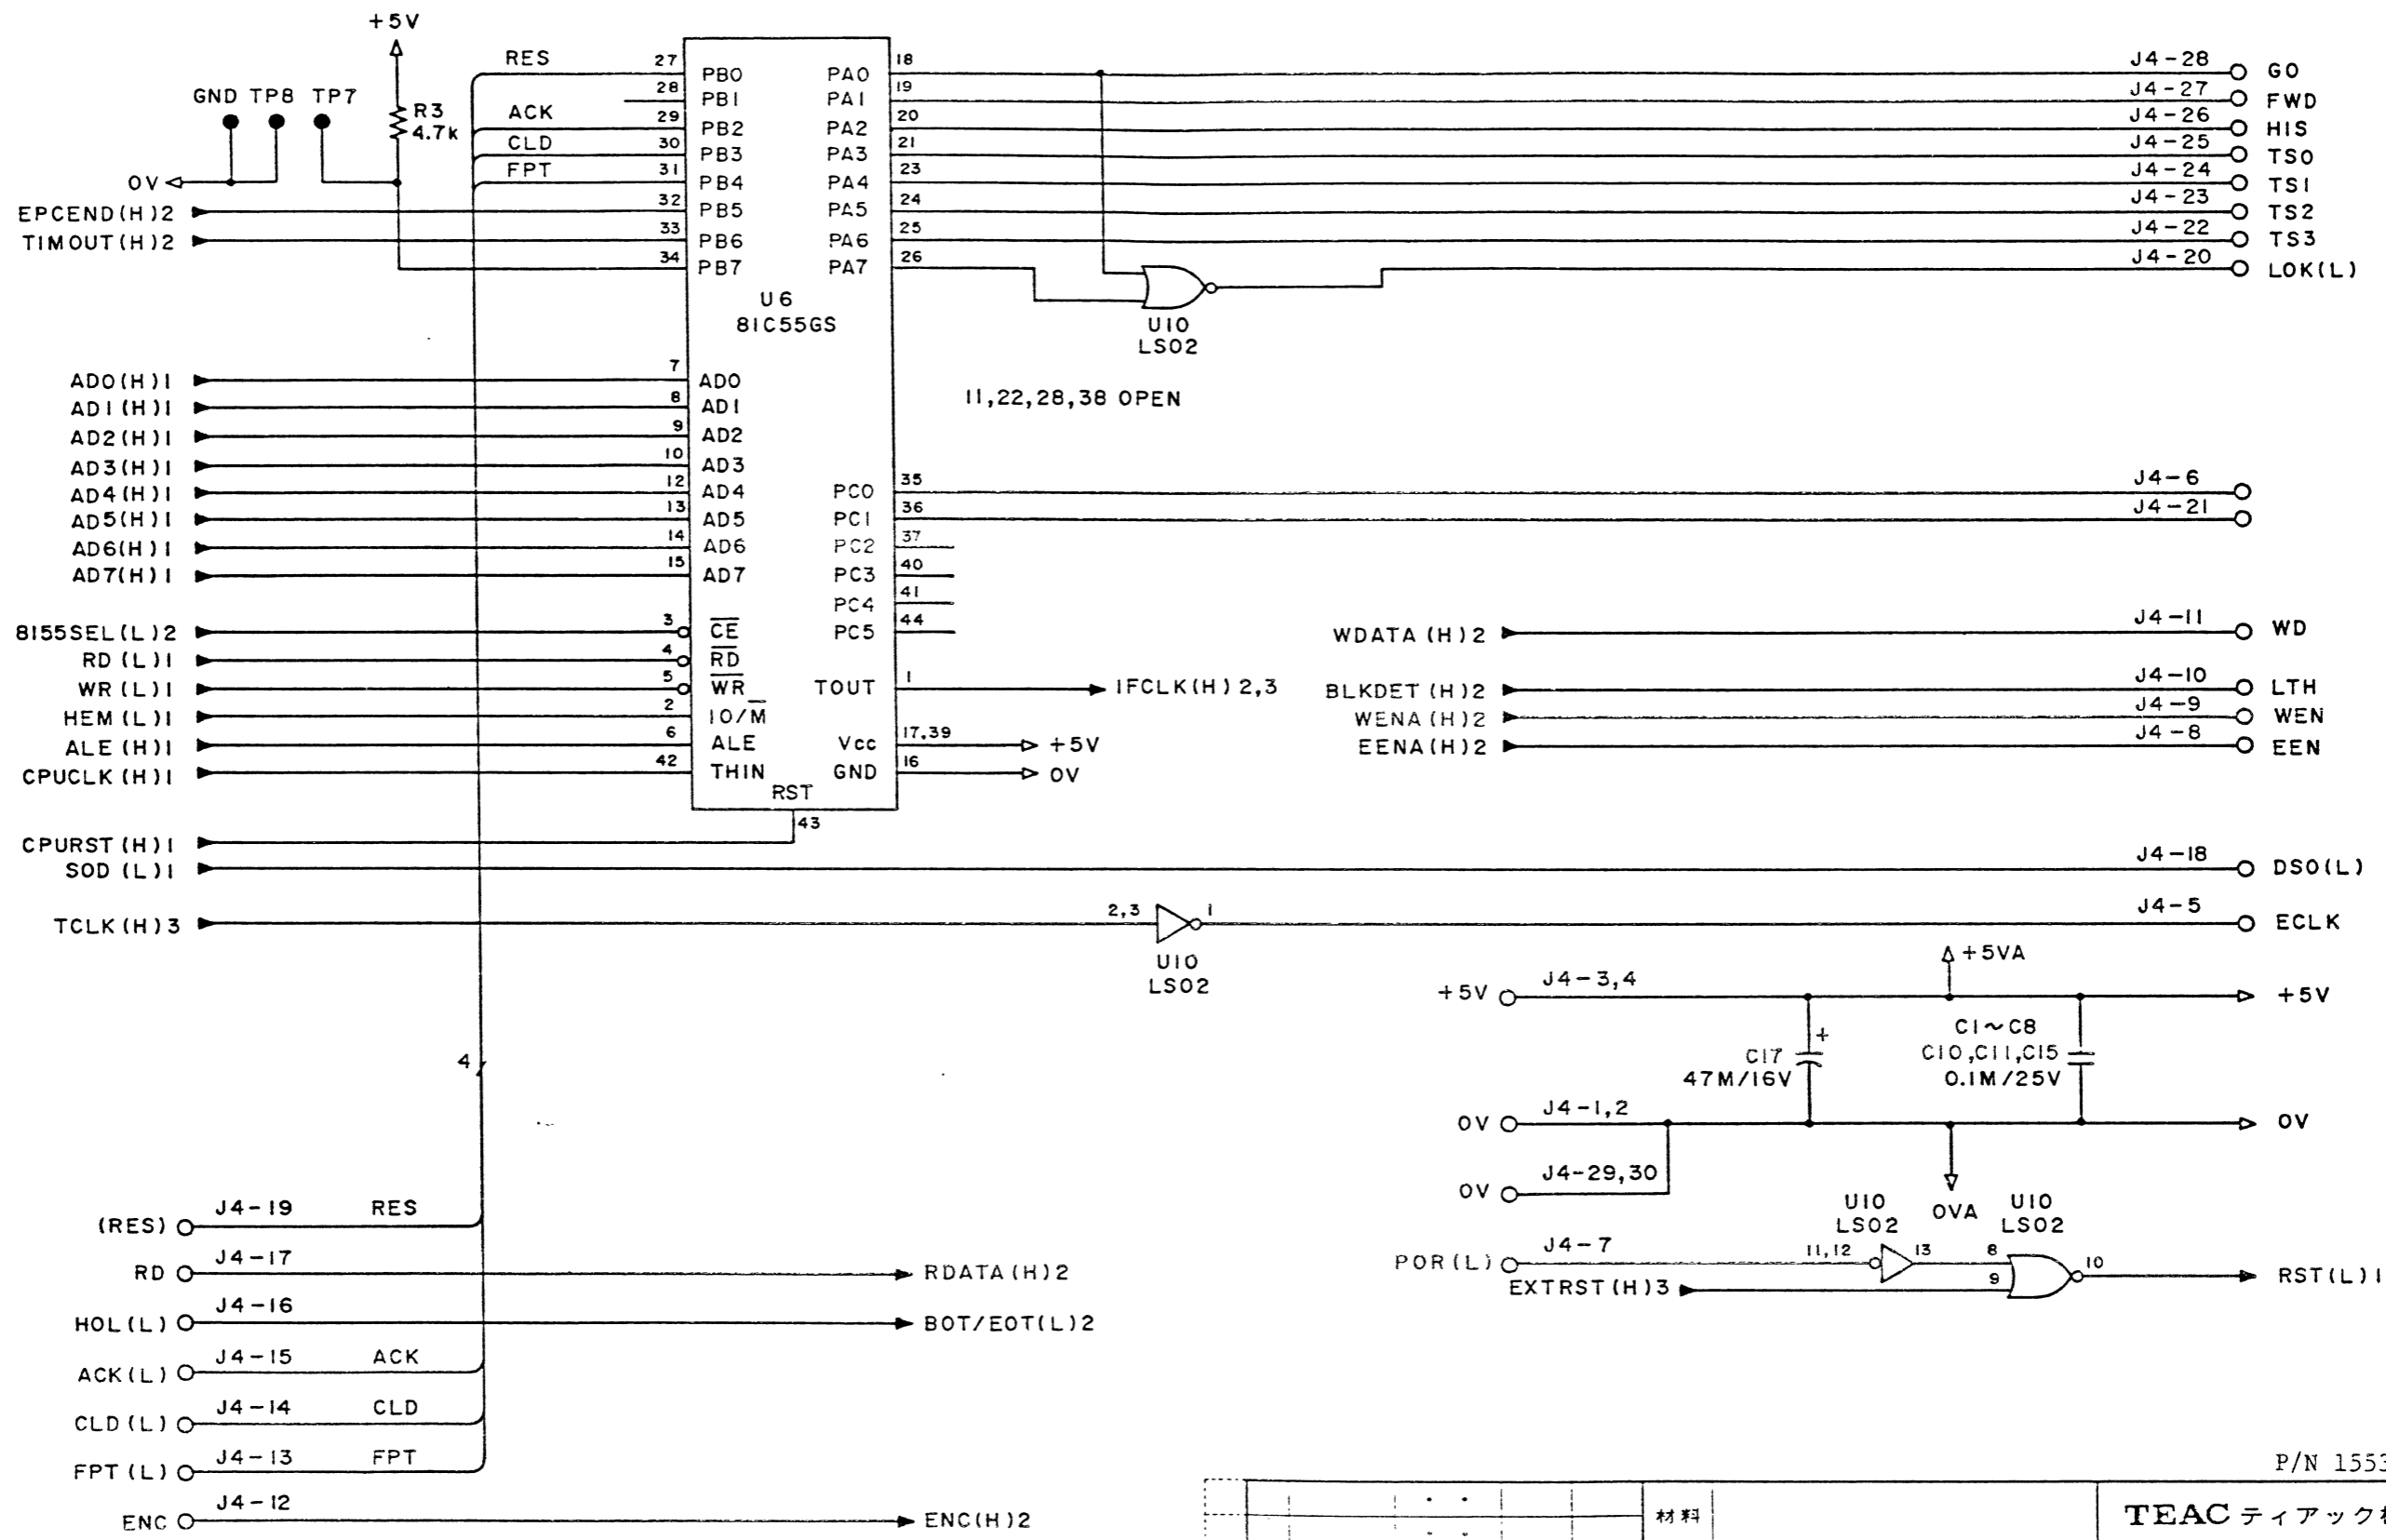 +5V
GND TP8 TP7
R3
4.7k
0V
EPCEND(H)2
TIMOUT(H)2
RES
ACK
CLD
FPT
27 PB0 PA0 18
28 PB1 PA1 19
29 PB2 PA2 20
30 PB3 PA3 21
31 PB4 PA4 23
32 PB5 PA5 24
33 PB6 PA6 25
34 PB7 PA7 26
U6
81C55GS
J4-28 GO
J4-27 FWD
J4-26 HIS
J4-25 TS0
J4-24 TS1
J4-23 TS2
J4-22 TS3
J4-20 LOK(L)
U10
LS02
11,22,28,38 OPEN
AD0(H)1 7 AD0
AD1(H)1 8 AD1
AD2(H)1 9 AD2
AD3(H)1 10 AD3
AD4(H)1 12 AD4 PC0 35 J4-6
AD5(H)1 13 AD5 PC1 36 J4-21
AD6(H)1 14 AD6 PC2 37
AD7(H)1 15 AD7 PC3 40
PC4 41
8155SEL(L)2 3 CE PC5 44
RD(L)1 4 RD
WR(L)1 5 WR TOUT 1 IFCLK(H)2,3
HEM(L)1 2 IO/M
ALE(H)1 6 ALE Vcc 17,39 +5V
CPUCLK(H)1 42 THIN GND 16 0V
RST
43
WDATA(H)2 J4-11 WD
BLKDET(H)2 J4-10 LTH
WENA(H)2 J4-9 WEN
EENA(H)2 J4-8 EEN
CPURST(H)1
SOD(L)1 J4-18 DSO(L)
TCLK(H)3 2,3 1 J4-5 ECLK
U10
LS02
+5VA
+5V J4-3,4 +5V
C17
47M/16V
+
C1~C8
C10,C11,C15
0.1M/25V
0V J4-1,2 0V
0V J4-29,30
0VA
4
(RES) J4-19 RES
RD J4-17 RDATA(H)2
HOL(L) J4-16 BOT/EOT(L)2
ACK(L) J4-15 ACK
CLD(L) J4-14 CLD
FPT(L) J4-13 FPT
ENC J4-12 ENC(H)2
U10
LS02
U10
LS02
POR(L) J4-7 11,12 13 8
EXTRST(H)3 9 10 RST(L)1
P/N 1553
材料
TEAC ティアック